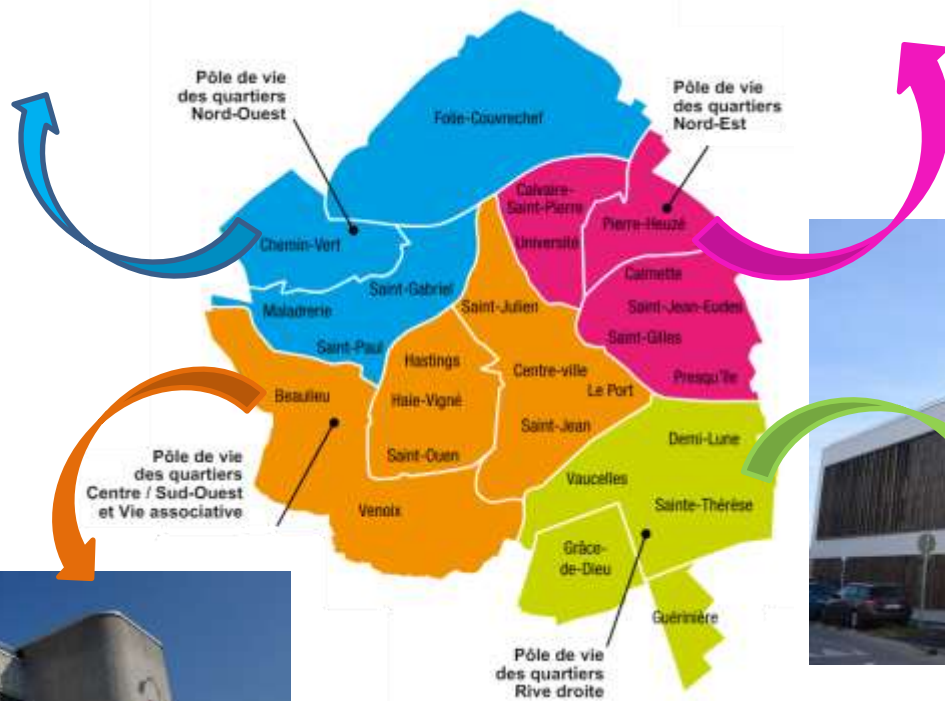 Pôle de vie
des quartiers
Nord-Ouest
Pôle de vie
des quartiers
Nord-Est
Folie-Couvrechef
Calvaire-
Saint-Pierre
Université
Pierre-Heuzé
Chemin-Vert
Calmette
Saint-Gabriel
Saint-Jean-Eudes
Maladrerie
Saint-Julien
Saint-Gilles
Saint-Paul
Hastings
Centre-ville
Presqu'île
Beaulieu
Haie-Vigné
Le Port
Saint-Jean
Demi-Lune
Saint-Ouen
Vaucelles
Pôle de vie
des quartiers
Centre / Sud-Ouest
et Vie associative
Venoix
Sainte-Thérèse
Grâce-
de-Dieu
Guérinière
Pôle de vie
des quartiers
Rive droite